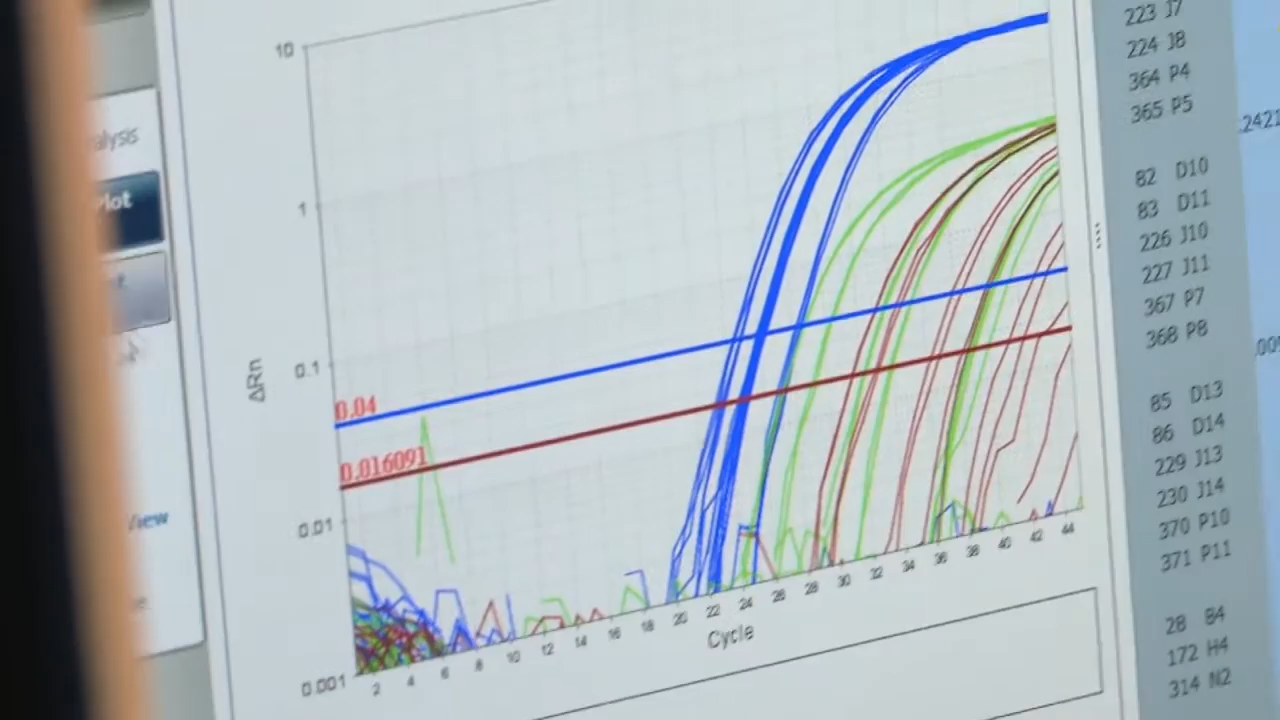 10
1
0.1
0.01
0.001
ΔRn
0.04
0.016091
2 4 6 8 10 12 14 16 18 20 22 24 26 28 30 32 34 36 38 40 42 44
Cycle
alysis
Plot
View
223 J7
224 J8
364 P4
365 P5
82 D10
83 D11
226 J10
227 J11
367 P7
368 P8
85 D13
86 D14
229 J13
230 J14
370 P10
371 P11
28 B4
172 H4
314 N2
.2421